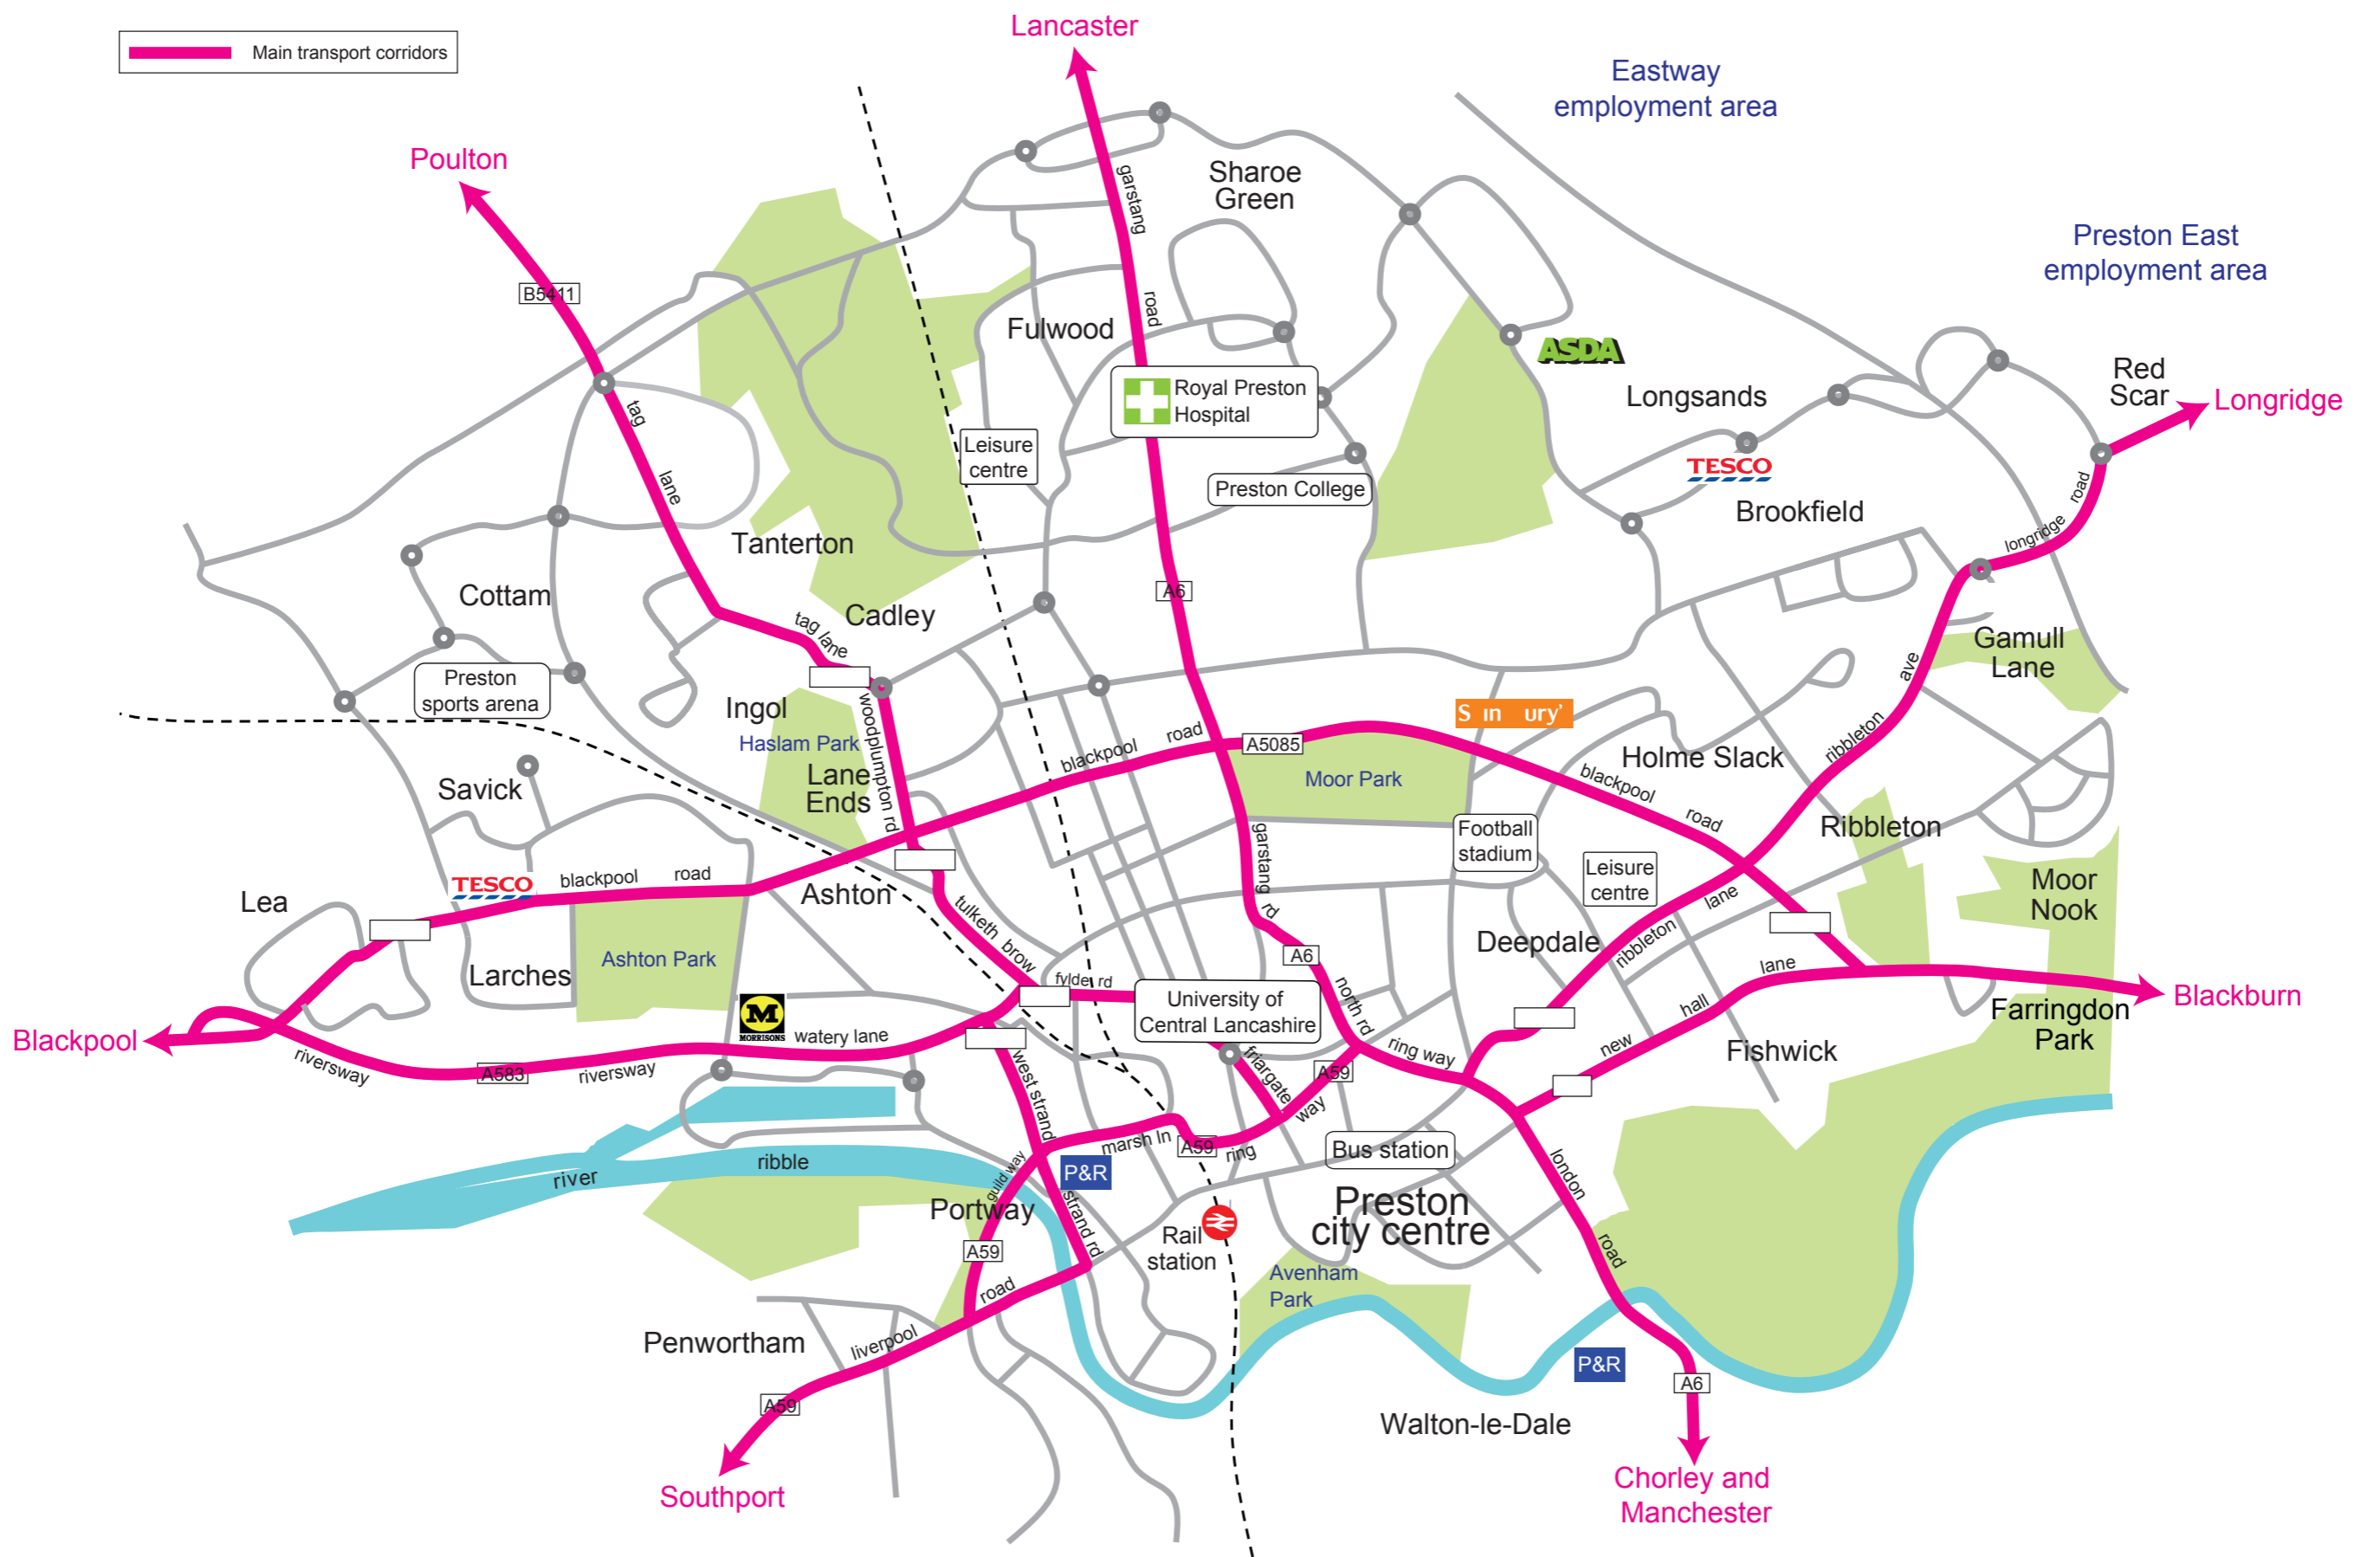 Main transport corridors
Lancaster
Eastway
employment area
Poulton
Sharoe
Green
garstang
Preston East
employment area
B5411
road
Fulwood
ASDA
Red
Scar
Longridge
Royal Preston
Hospital
Longsands
tag
lane
Leisure
centre
TESCO
Preston College
Brookfield
longridge
road
Tanterton
Cottam
A6
Cadley
tag lane
Gamull
Lane
ave
Preston
sports arena
Ingol
woodplumpton rd
Haslam Park
blackpool
road
A5085
S in ury'
ribbleton
Holme Slack
Lane
Ends
Moor Park
blackpool
road
Savick
garstang
rd
Football
stadium
Ribbleton
TESCO
blackpool
road
Leisure
centre
Moor
Nook
Lea
Ashton
tulketh
brow
lane
ribbleton
Deepdale
Larches
Ashton Park
A6
north rd
lane
fylde rd
University of
Central Lancashire
hall
new
Blackburn
Farringdon
Park
Blackpool
MORRISONS
watery lane
riversway
A583
riversway
west strand
friargate
A59
ring way
Fishwick
way
marsh ln
A59
ring
Bus station
river
ribble
guild way
P&R
london
road
Portway
strand rd
Preston
city centre
Rail
station
A59
road
Avenham
Park
Penwortham
liverpool
P&R
A6
A59
Walton-le-Dale
Southport
Chorley and
Manchester